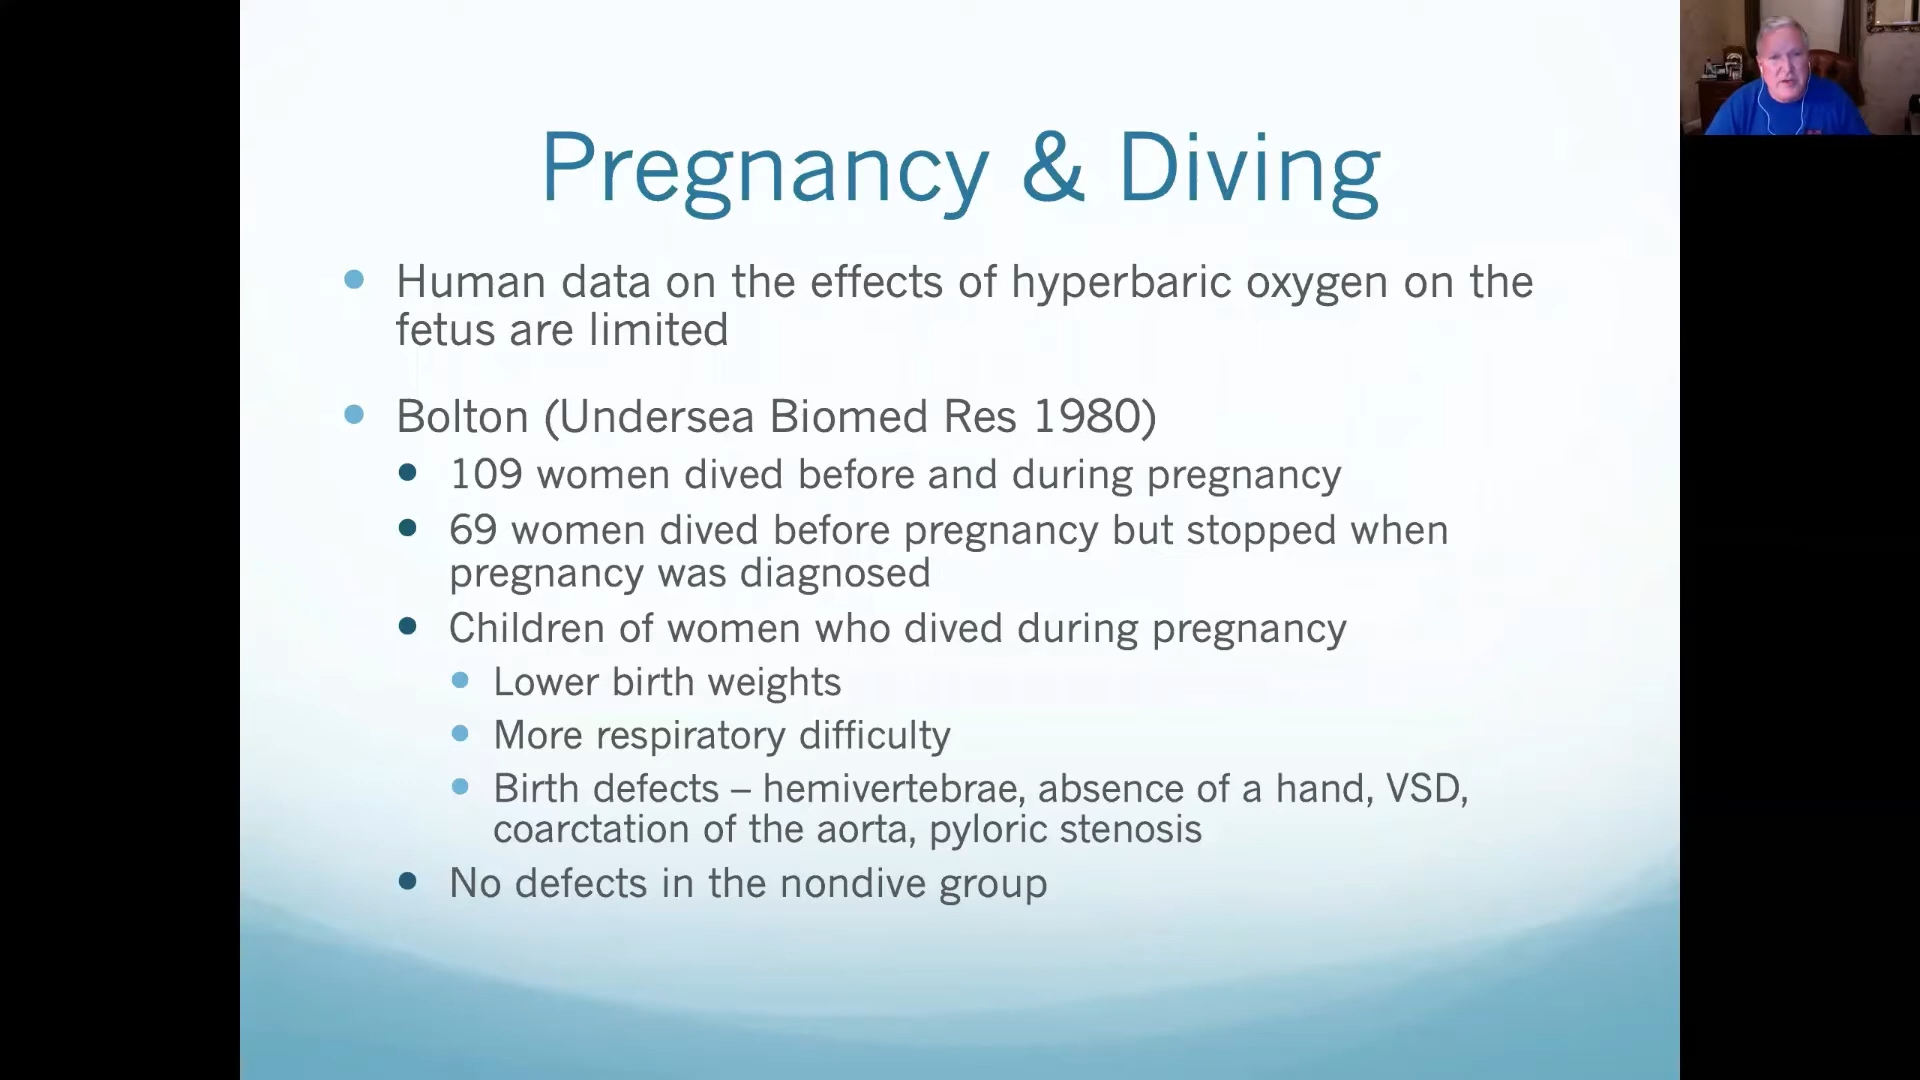 Pregnancy & Diving
Human data on the effects of hyperbaric oxygen on the
fetus are limited
Bolton (Undersea Biomed Res 1980)
109 women dived before and during pregnancy
69 women dived before pregnancy but stopped when
pregnancy was diagnosed
Children of women who dived during pregnancy
Lower birth weights
More respiratory difficulty
Birth defects – hemivertebrae, absence of a hand, VSD,
coarctation of the aorta, pyloric stenosis
No defects in the nondive group